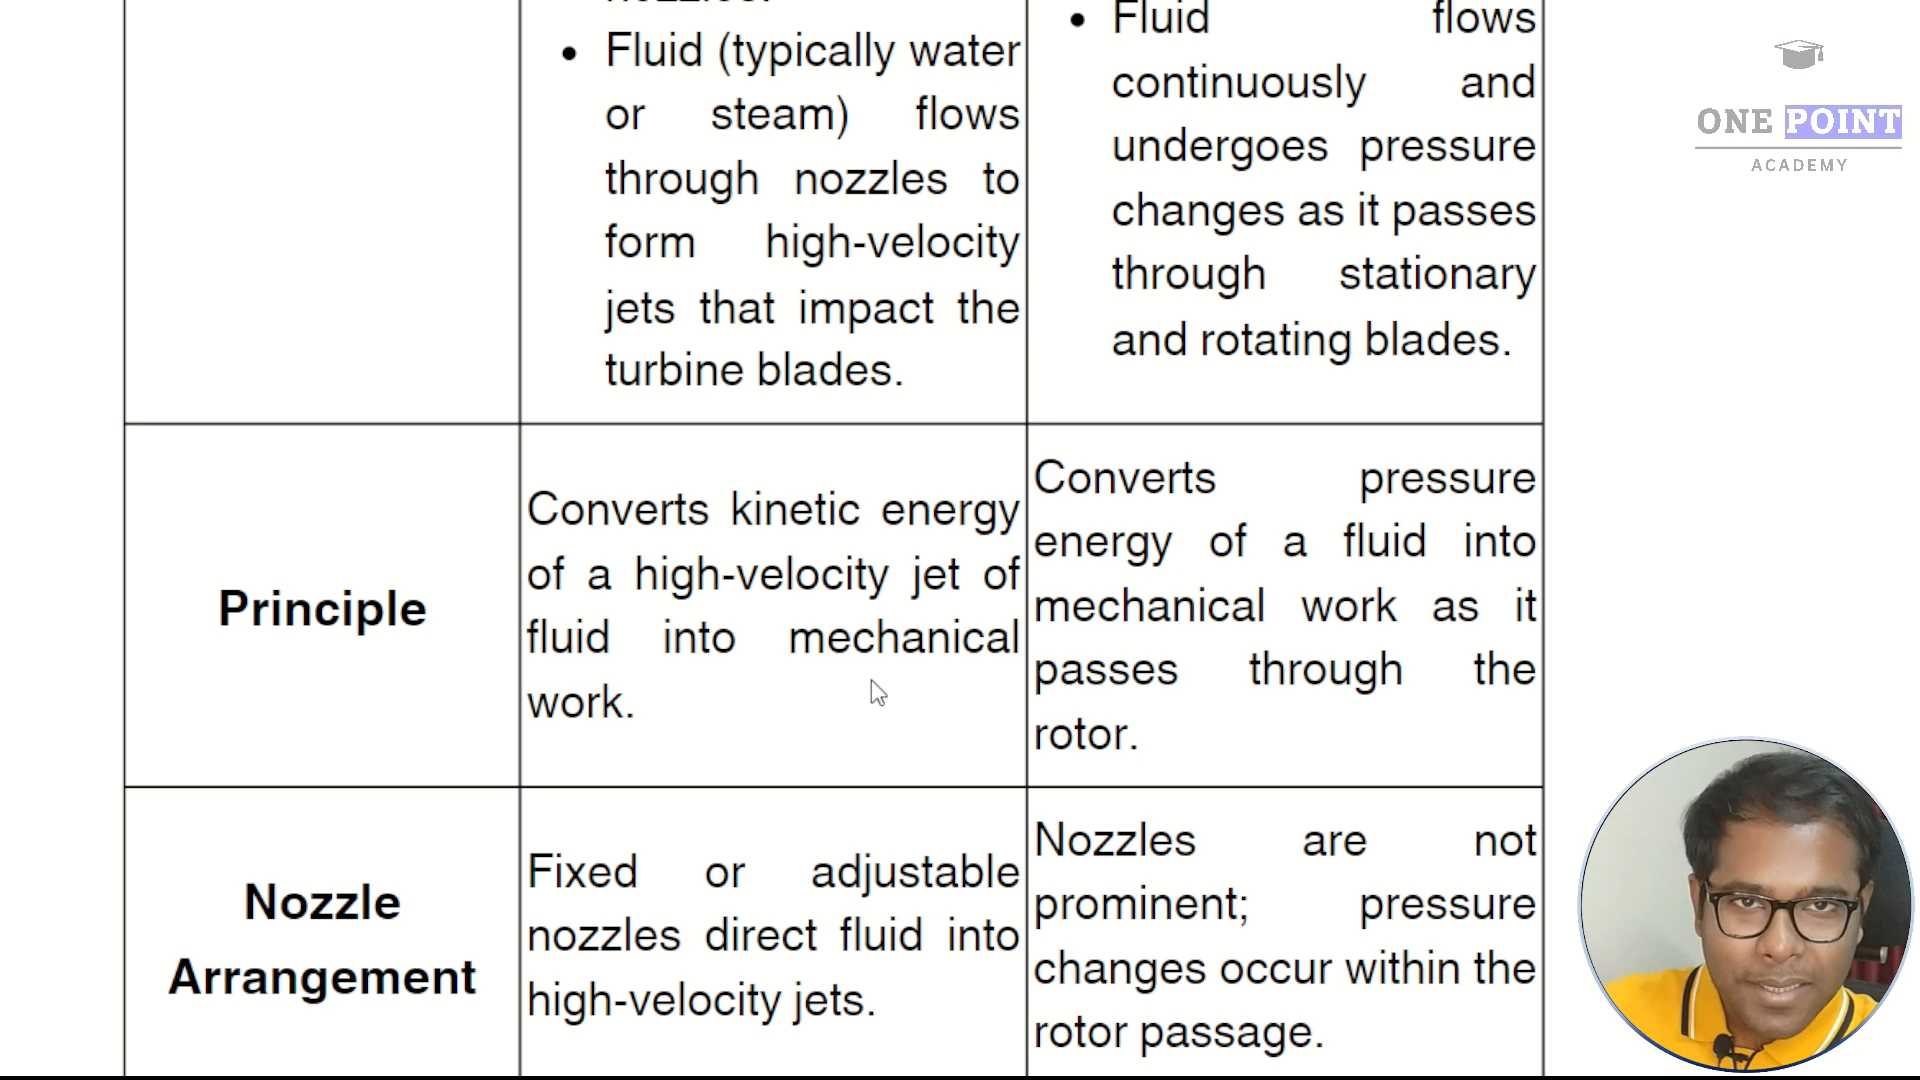 Fluid (typically water
or steam) flows
through nozzles to
form high-velocity
jets that impact the
turbine blades.
Fluid flows
continuously and
undergoes pressure
changes as it passes
through stationary
and rotating blades.
Principle
Converts kinetic energy
of a high-velocity jet of
fluid into mechanical
work.
Converts pressure
energy of a fluid into
mechanical work as it
passes through the
rotor.
Nozzle
Arrangement
Fixed or adjustable
nozzles direct fluid into
high-velocity jets.
Nozzles are not
prominent; pressure
changes occur within the
rotor passage.
ONE POINT
ACADEMY